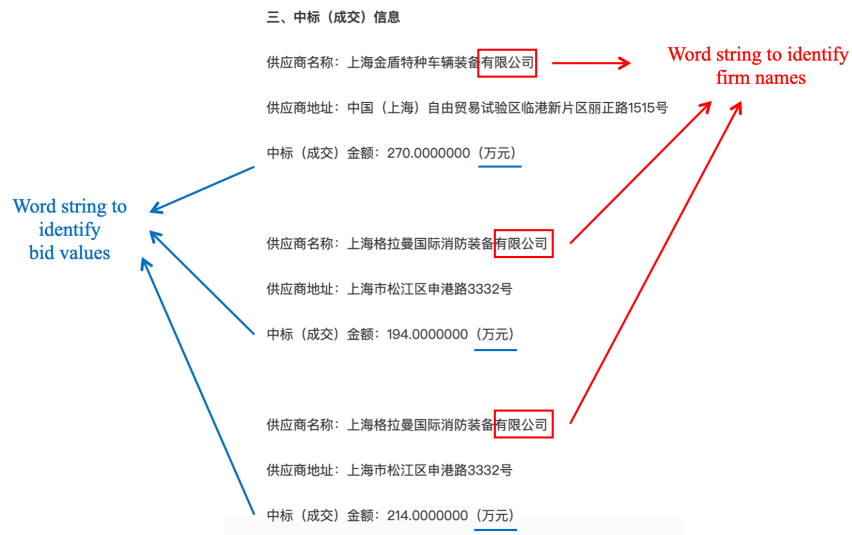 三、中标（成交）信息
供应商名称：上海金盾特种车辆装备有限公司
Word string to identify
firm names
供应商地址：中国（上海）自由贸易试验区临港新片区丽正路1515号
中标（成交）金额：270.0000000（万元）
Word string to
identify
bid values
供应商名称：上海格拉曼国际消防装备有限公司
供应商地址：上海市松江区申港路3332号
中标（成交）金额：194.0000000（万元）
供应商名称：上海格拉曼国际消防装备有限公司
供应商地址：上海市松江区申港路3332号
中标（成交）金额：214.0000000（万元）